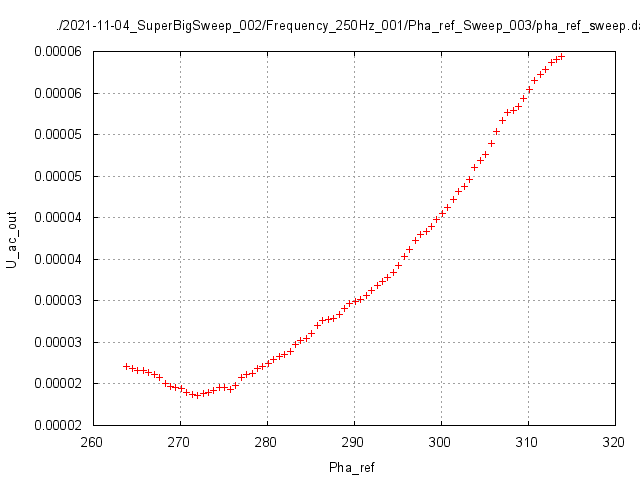 ./2021-11-04_SuperBigSweep_002/Frequency_250Hz_001/Pha_ref_Sweep_003/pha_ref_sweep.da
0.00006
0.00006
0.00005
0.00005
0.00004
0.00004
0.00003
0.00003
0.00002
0.00002
U_ac_out
260 270 280 290 300 310 320
Pha_ref